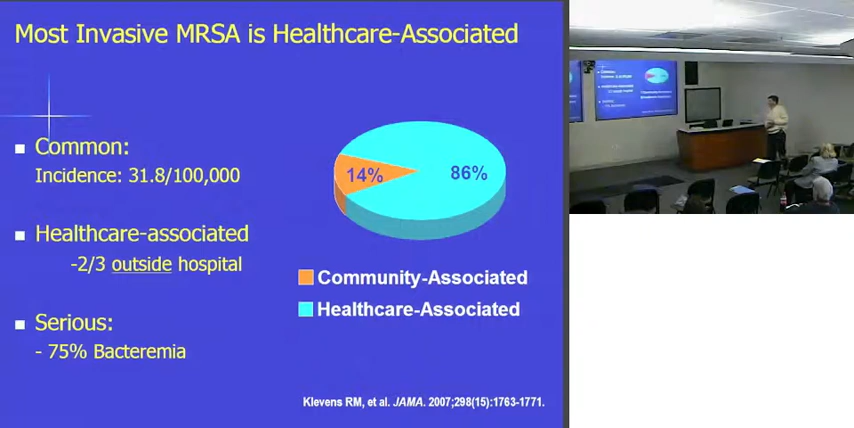 Most Invasive MRSA is Healthcare-Associated
Common:
Incidence: 31.8/100,000
Healthcare-associated
-2/3 outside hospital
Serious:
- 75% Bacteremia
14%
86%
Community-Associated
Healthcare-Associated
Klevens RM, et al. JAMA. 2007;298(15):1763-1771.